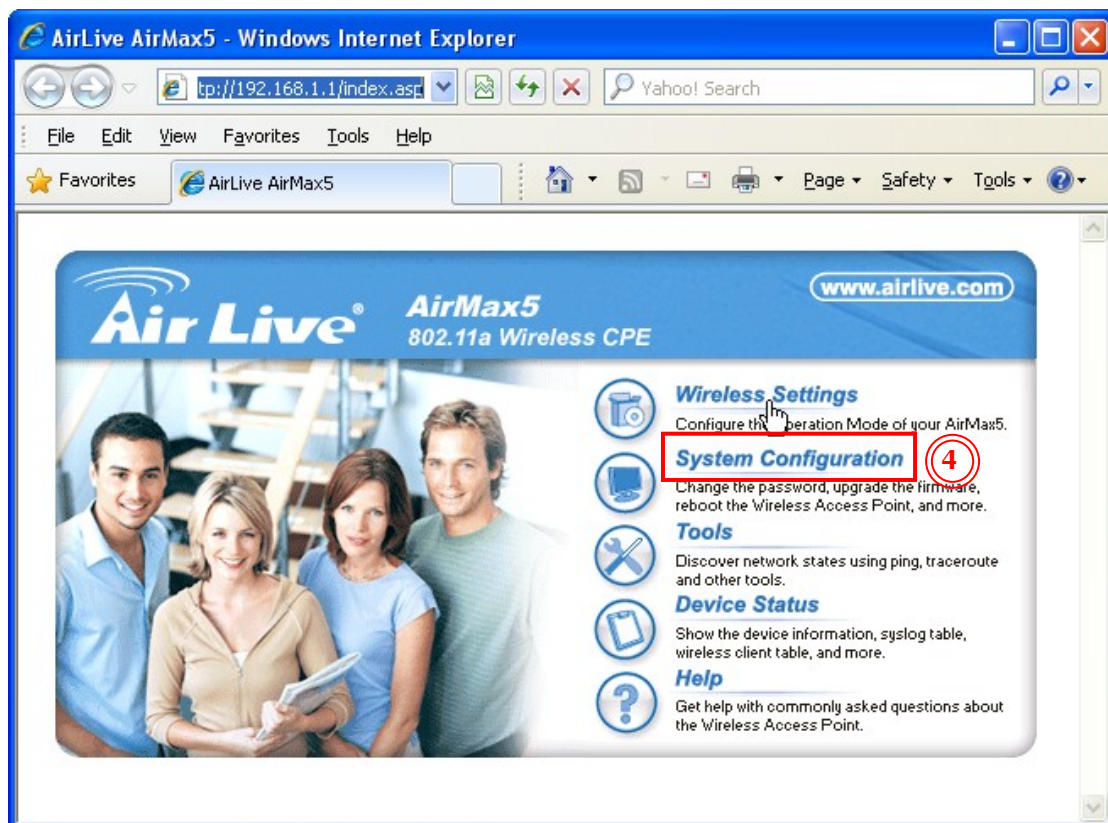 AirLive AirMax5 - Windows Internet Explorer
tp://192.168.1.1/index.asp
Yahoo! Search
File Edit View Favorites Tools Help
Favorites
AirLive AirMax5
Page
Safety
Tools
Air Live®
AirMax5
802.11a Wireless CPE
www.airlive.com
Wireless Settings
Configure the Operation Mode of your AirMax5.
System Configuration
4
Change the password, upgrade the firmware,
reboot the Wireless Access Point, and more.
Tools
Discover network states using ping, traceroute
and other tools.
Device Status
Show the device information, syslog table,
wireless client table, and more.
Help
Get help with commonly asked questions about
the Wireless Access Point.